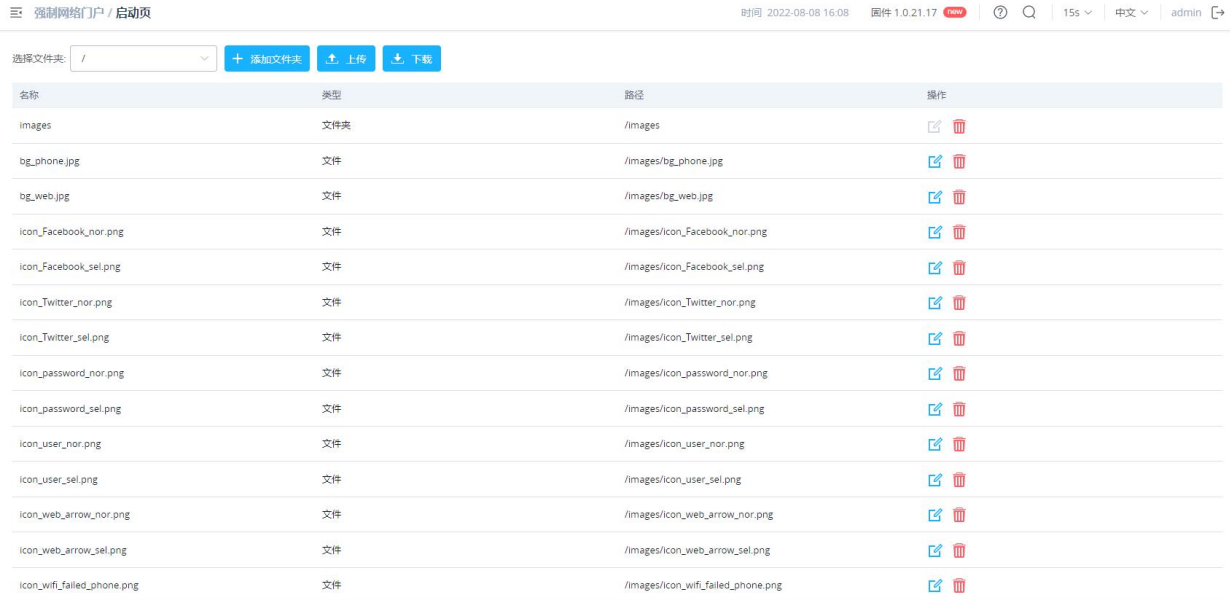 强制网络门户 / 启动页 时间 2022-08-08 16:08 固件 1.0.21.17 new 15s 中文 admin
选择文件夹: / 添加文件夹 上传 下载
名称 类型 路径 操作
images 文件夹 /images
bg_phone.jpg 文件 /images/bg_phone.jpg
bg_web.jpg 文件 /images/bg_web.jpg
icon_Facebook_nor.png 文件 /images/icon_Facebook_nor.png
icon_Facebook_sel.png 文件 /images/icon_Facebook_sel.png
icon_Twitter_nor.png 文件 /images/icon_Twitter_nor.png
icon_Twitter_sel.png 文件 /images/icon_Twitter_sel.png
icon_password_nor.png 文件 /images/icon_password_nor.png
icon_password_sel.png 文件 /images/icon_password_sel.png
icon_user_nor.png 文件 /images/icon_user_nor.png
icon_user_sel.png 文件 /images/icon_user_sel.png
icon_web_arrow_nor.png 文件 /images/icon_web_arrow_nor.png
icon_web_arrow_sel.png 文件 /images/icon_web_arrow_sel.png
icon_wifi_failed_phone.png 文件 /images/icon_wifi_failed_phone.png